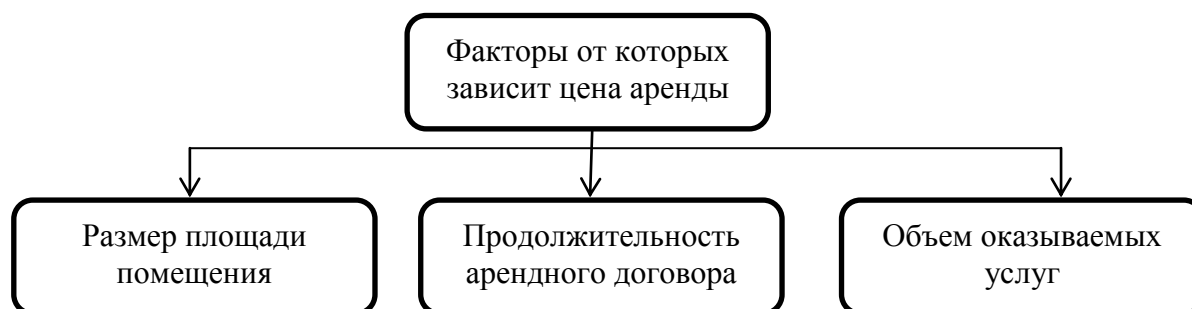 Факторы от которых
зависит цена аренды
Размер площади
помещения
Продолжительность
арендного договора
Объем оказываемых
услуг